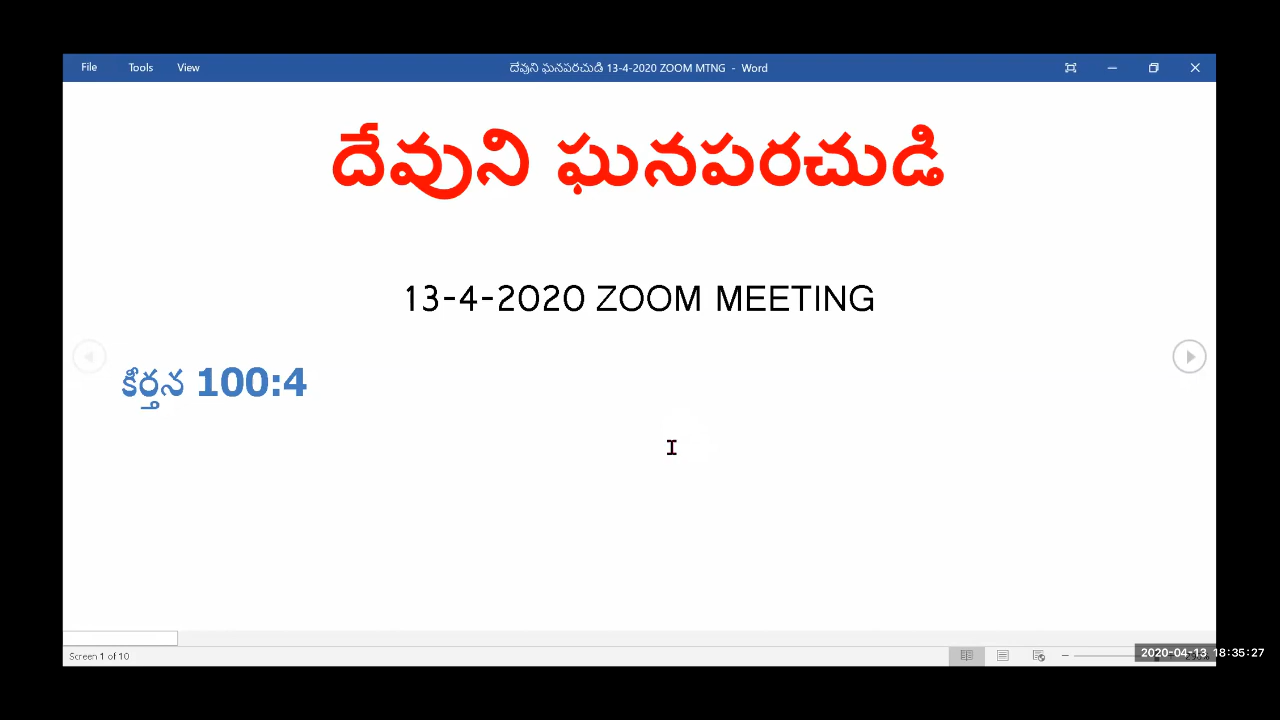 File Tools View దేవుని ఘనపరచుడి 13-4-2020 ZOOM MTNG - Word
దేవుని ఘనపరచుడి
13-4-2020 ZOOM MEETING
కీర్తన 100:4
Screen 1 of 10
2020-04-13 18:35:27